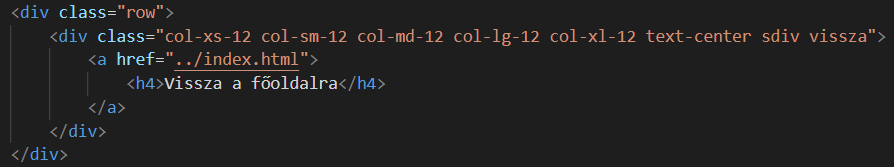 <div class="row">
<div class="col-xs-12 col-sm-12 col-md-12 col-lg-12 col-xl-12 text-center sdiv vissza">
<a href="../index.html">
<h4>Vissza a főoldalra</h4>
</a>
</div>
</div>